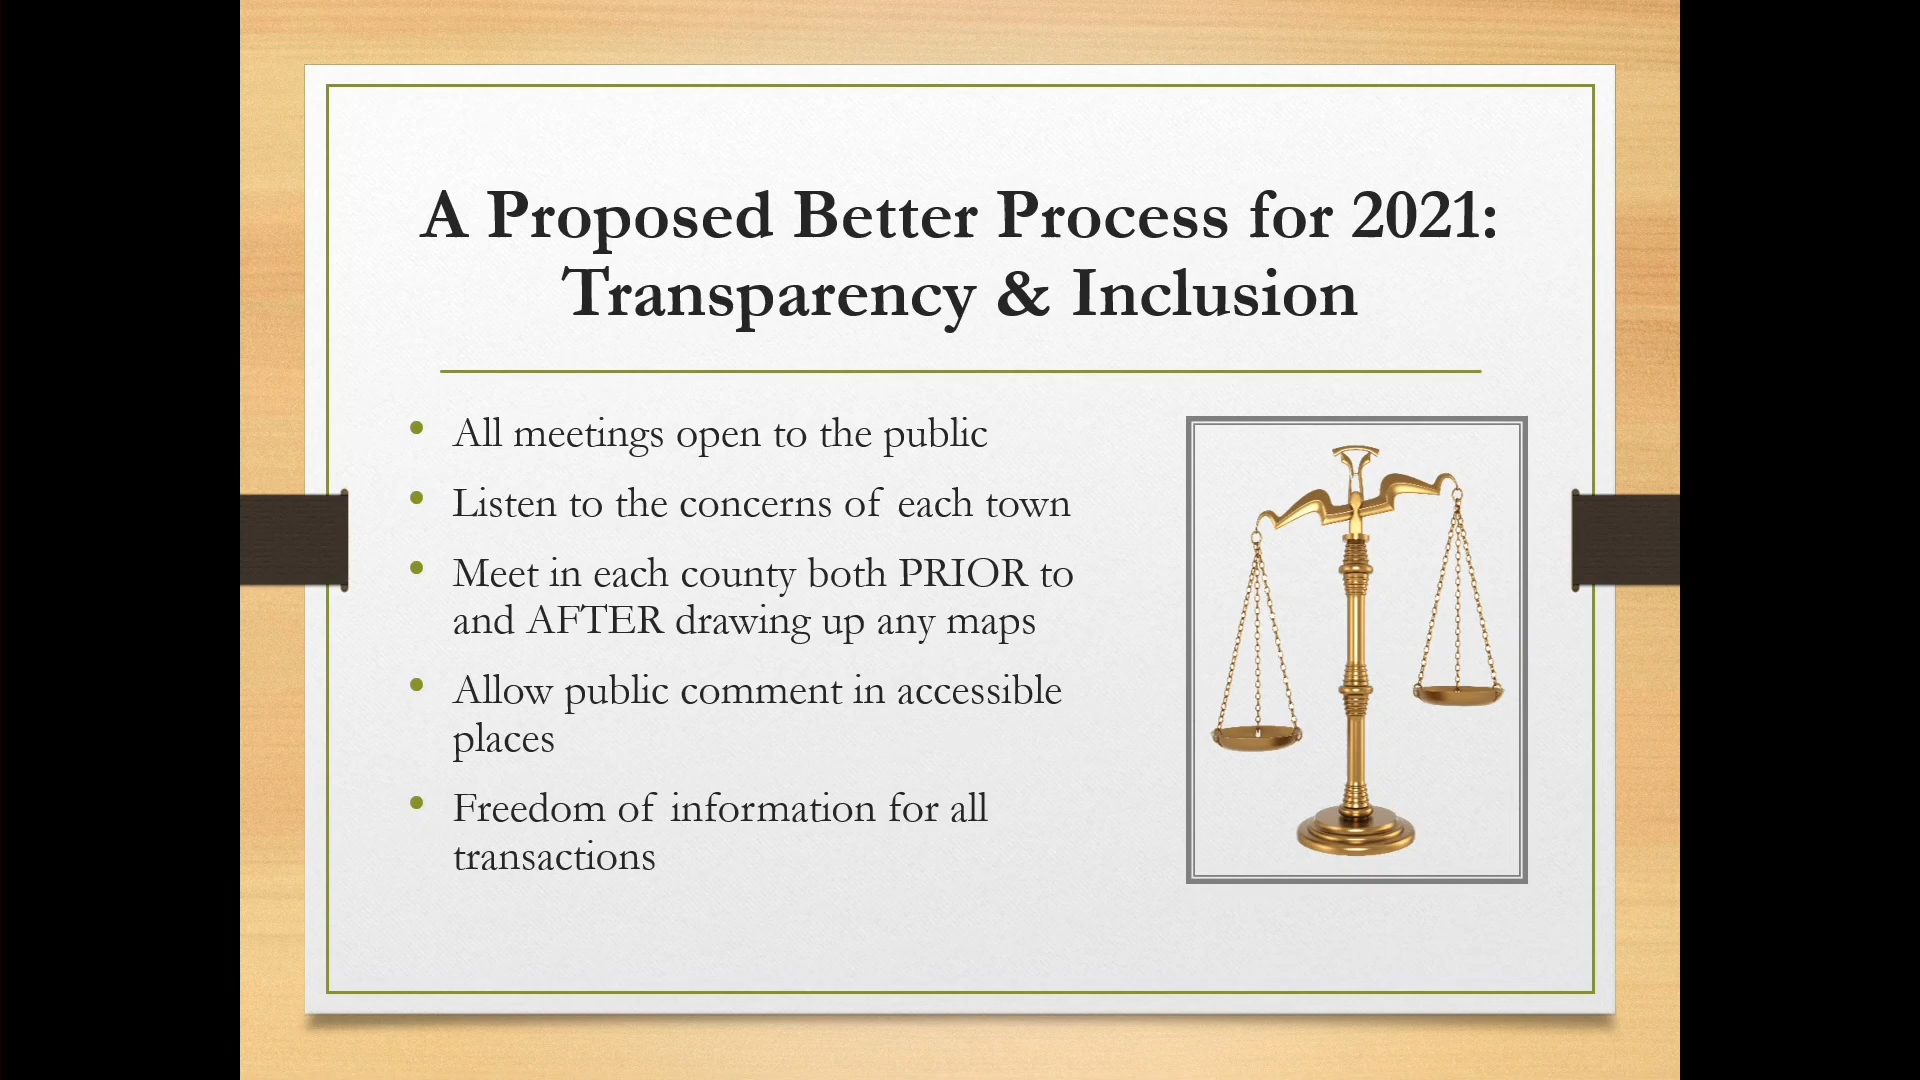 A Proposed Better Process for 2021:
Transparency & Inclusion
• All meetings open to the public
• Listen to the concerns of each town
• Meet in each county both PRIOR to
and AFTER drawing up any maps
• Allow public comment in accessible
places
• Freedom of information for all
transactions